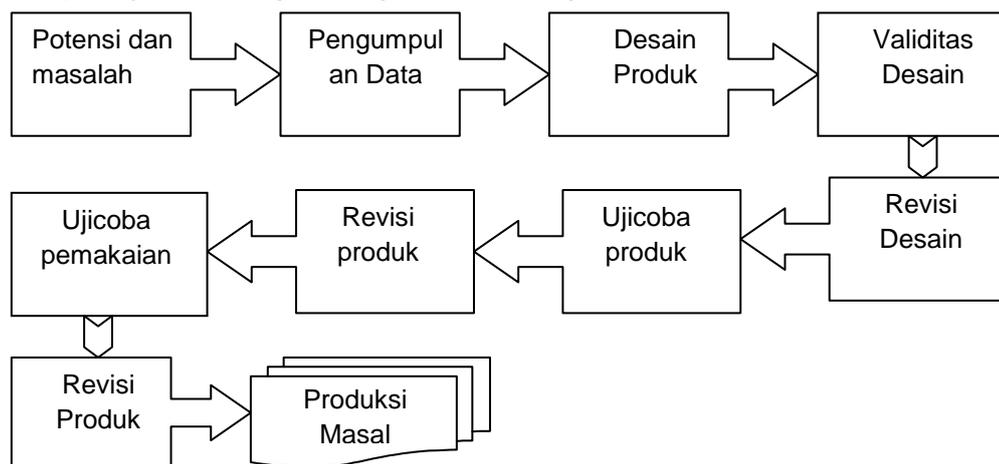 Potensi dan
masalah
Pengumpul
an Data
Desain
Produk
Validitas
Desain
Revisi
Desain
Ujicoba
produk
Revisi
produk
Ujicoba
pemakaian
Revisi
Produk
Produksi
Masal